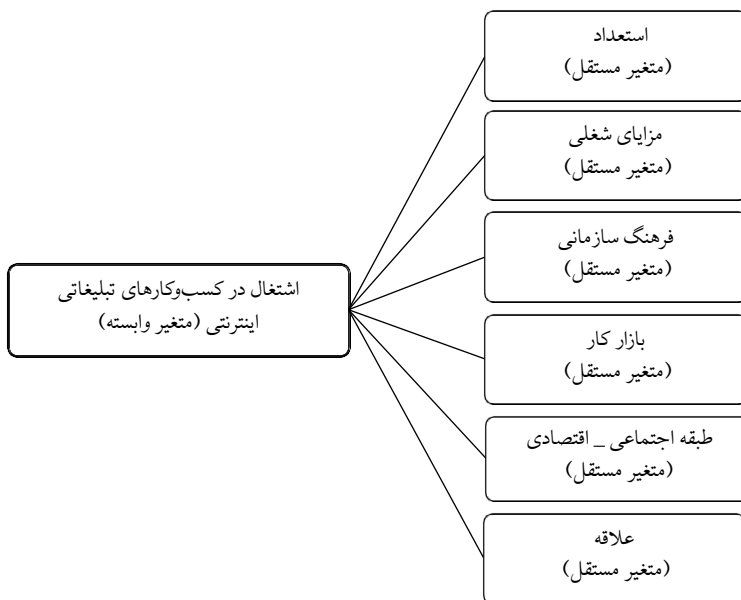 استعداد
(متغیر مستقل)
مزایای شغلی
(متغیر مستقل)
فرهنگ سازمانی
(متغیر مستقل)
اشتغال در کسب‌وکارهای تبلیغاتی
اینترنتی (متغیر وابسته)
بازار کار
(متغیر مستقل)
طبقه اجتماعی _ اقتصادی
(متغیر مستقل)
علاقه
(متغیر مستقل)